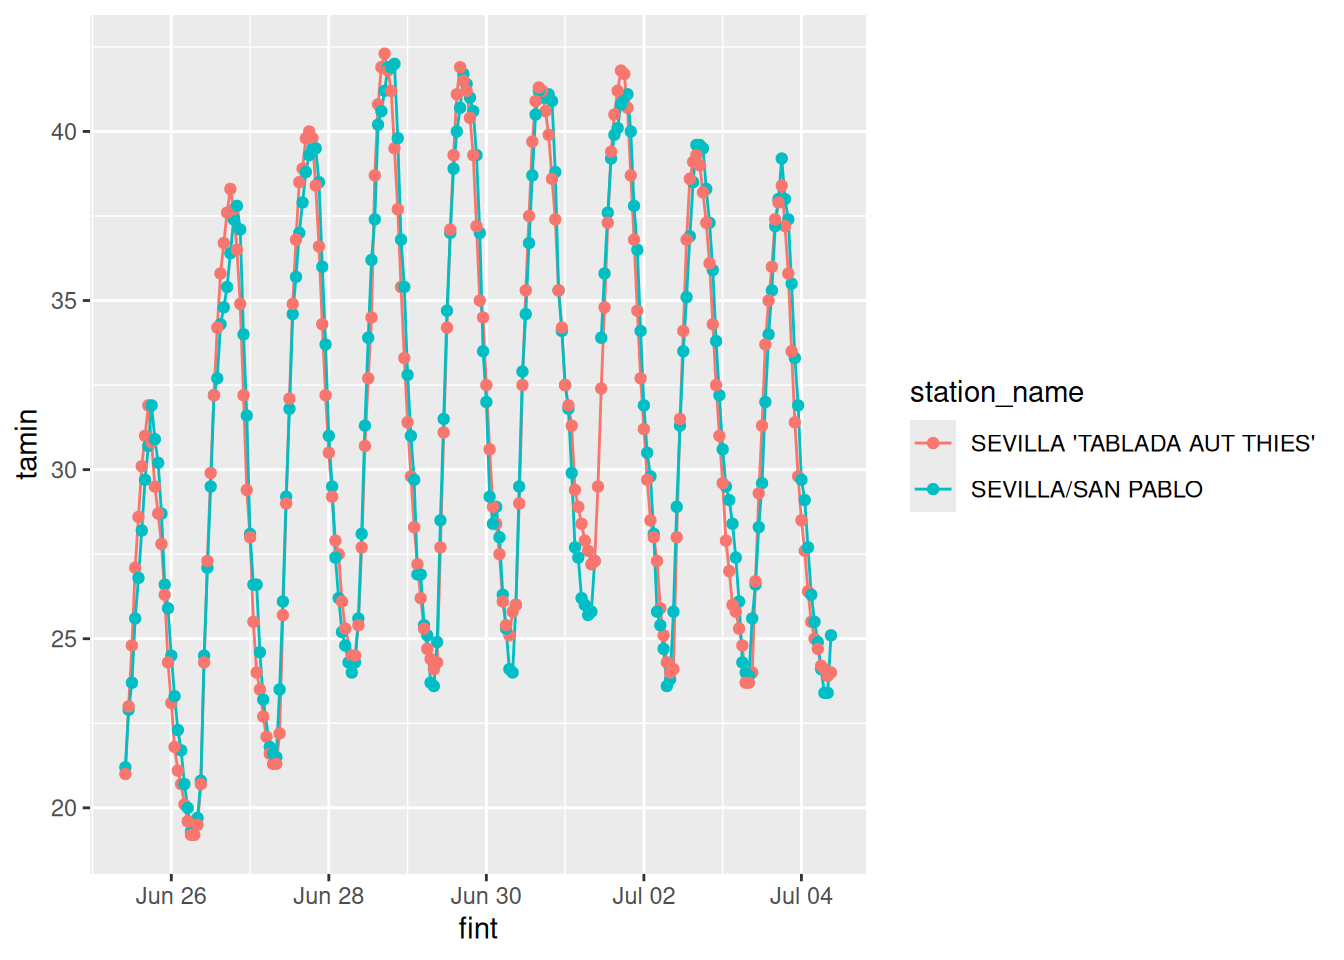 40
35
30
25
20
tamin
Jun 26
Jun 28
Jun 30
Jul 02
Jul 04
fint
station_name
SEVILLA 'TABLADA AUT THIES'
SEVILLA/SAN PABLO